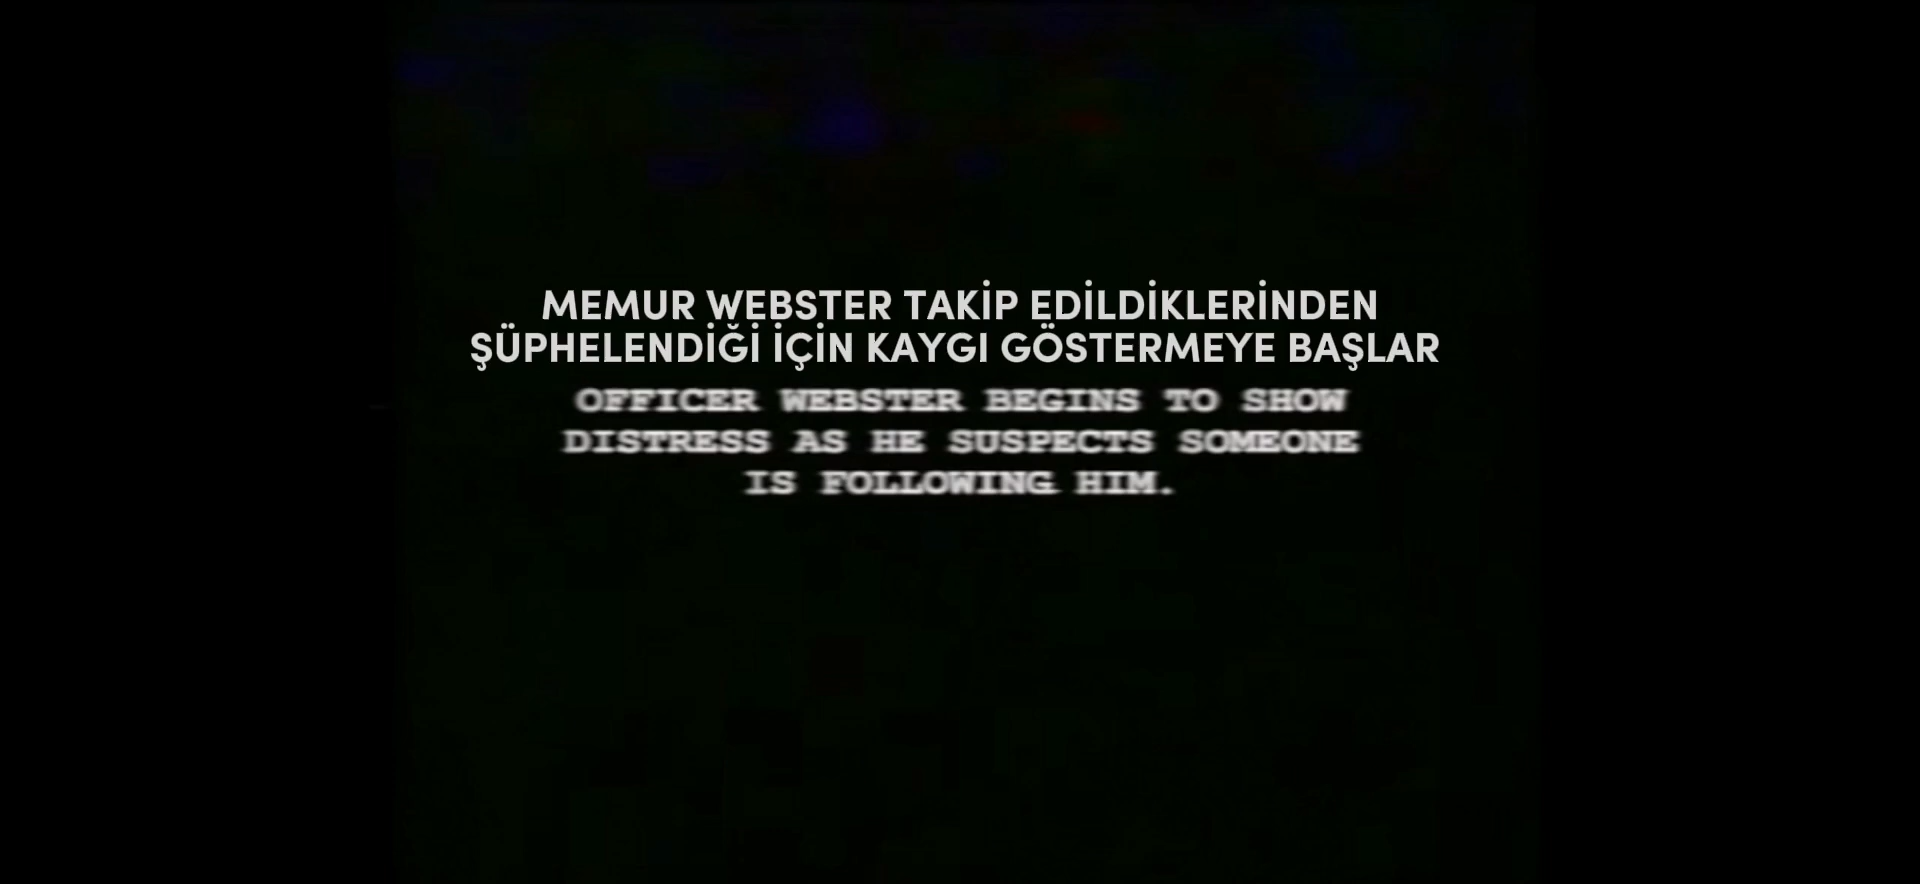 MEMUR WEBSTER TAKİP EDİLDİKLERİNDEN
ŞÜPHELENDİĞİ İÇİN KAYGI GÖSTERMEYE BAŞLAR
OFFICER WEBSTER BEGINS TO SHOW
DISTRESS AS HE SUSPECTS SOMEONE
IS FOLLOWING HIM.